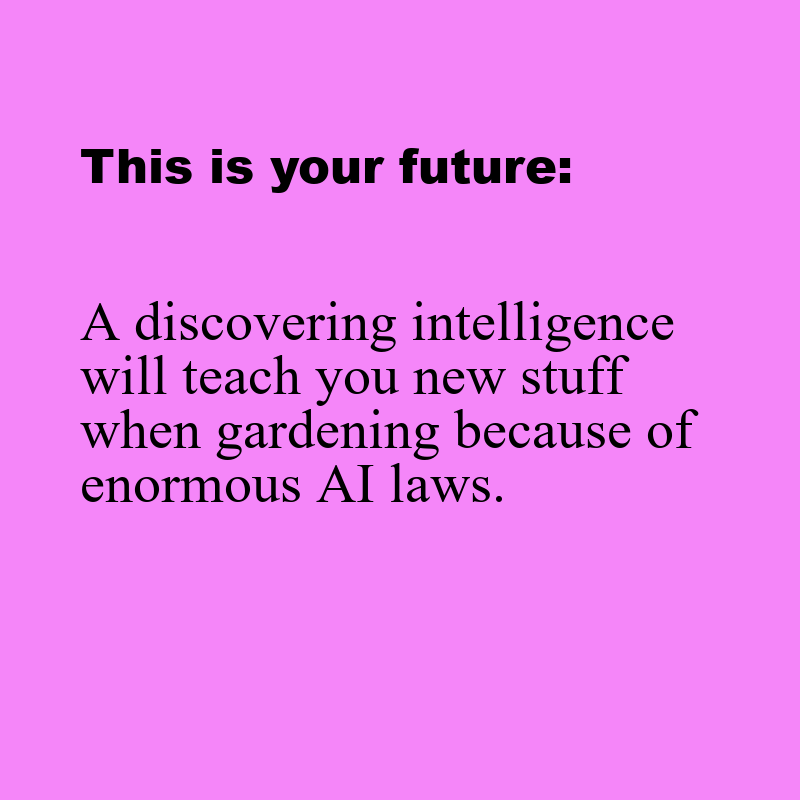 This is your future:
A discovering intelligence
will teach you new stuff
when gardening because of
enormous AI laws.